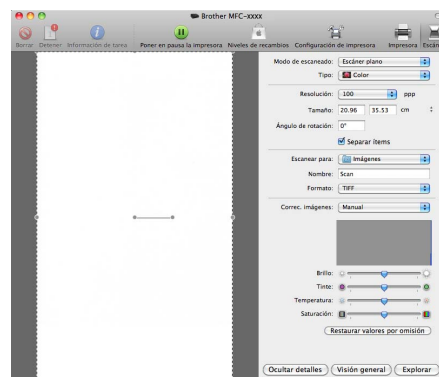 Brother MFC-xxxx
Borrar Detener Información de tarea Poner en pausa la impresora Niveles de recambios Configuración de impresora Impresora Escán
Modo de escaneado: Escáner plano
Tipo: Color
Resolución: 100 ppp
Tamaño: 20.96 35.53 cm
Ángulo de rotación: 0°
Separar ítems
Escanear para: Imágenes
Nombre: Scan
Formato: TIFF
Correc. imágenes: Manual
Brillo:
Tinte:
Temperatura:
Saturación:
Restaurar valores por omisión
Ocultar detalles Visión general Explorar